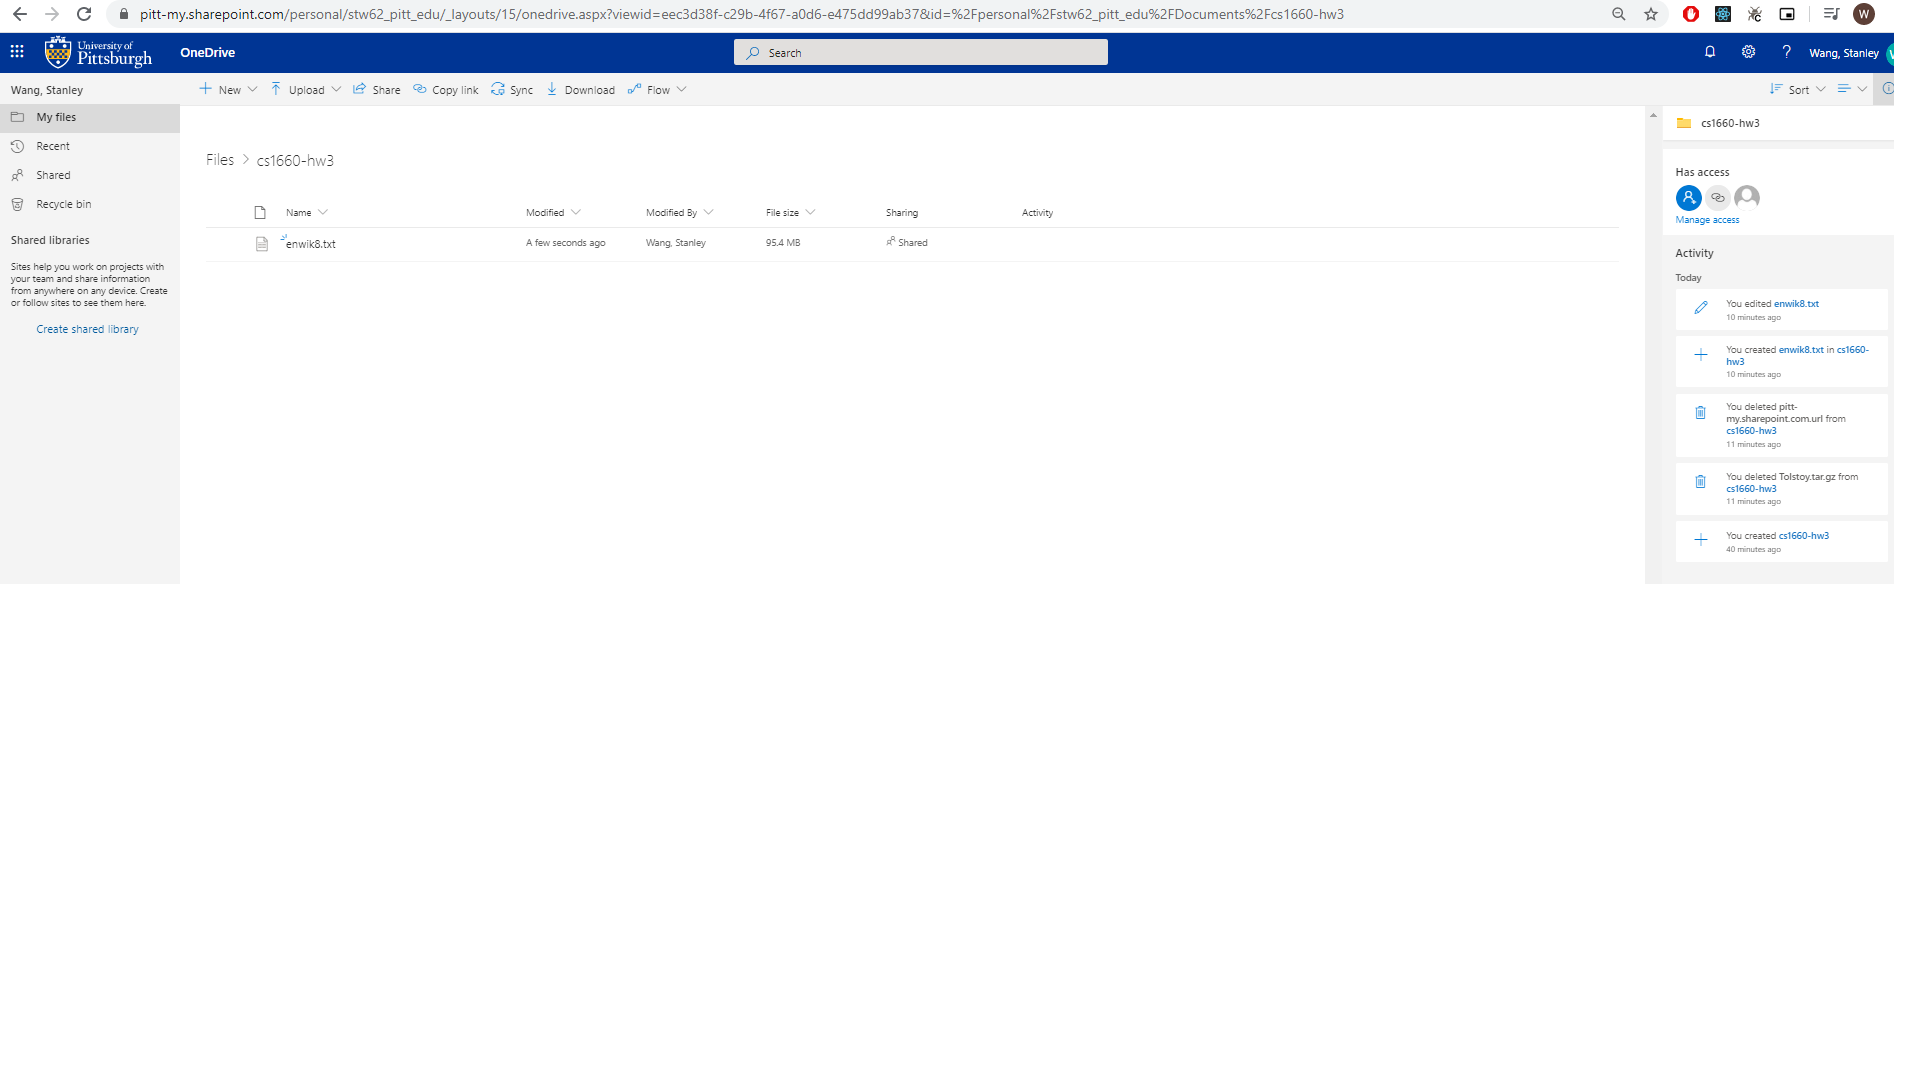 pitt-my.sharepoint.com/personal/stw62_pitt_edu/_layouts/15/onedrive.aspx?viewid=eec3d38f-c29b-4f67-a0d6-e475dd99ab37&id=%2Fpersonal%2Fstw62_pitt_edu%2FDocuments%2Fcs1660-hw3
W
University of
Pittsburgh
OneDrive
Search
?
Wang, Stanley
Wang, Stanley
New
Upload
Share
Copy link
Sync
Download
Flow
Sort
My files
Recent
Shared
Recycle bin
Shared libraries
Sites help you work on projects with
your team and share information
from anywhere on any device. Create
or follow sites to see them here.
Create shared library
Files > cs1660-hw3
Name Modified Modified By File size Sharing Activity
enwik8.txt A few seconds ago Wang, Stanley 95.4 MB Shared
cs1660-hw3
Has access
Manage access
Activity
Today
You edited enwik8.txt
10 minutes ago
You created enwik8.txt in cs1660-
hw3
10 minutes ago
You deleted pitt-
my.sharepoint.com.url from
cs1660-hw3
11 minutes ago
You deleted Tolstoy.tar.gz from
cs1660-hw3
11 minutes ago
You created cs1660-hw3
40 minutes ago